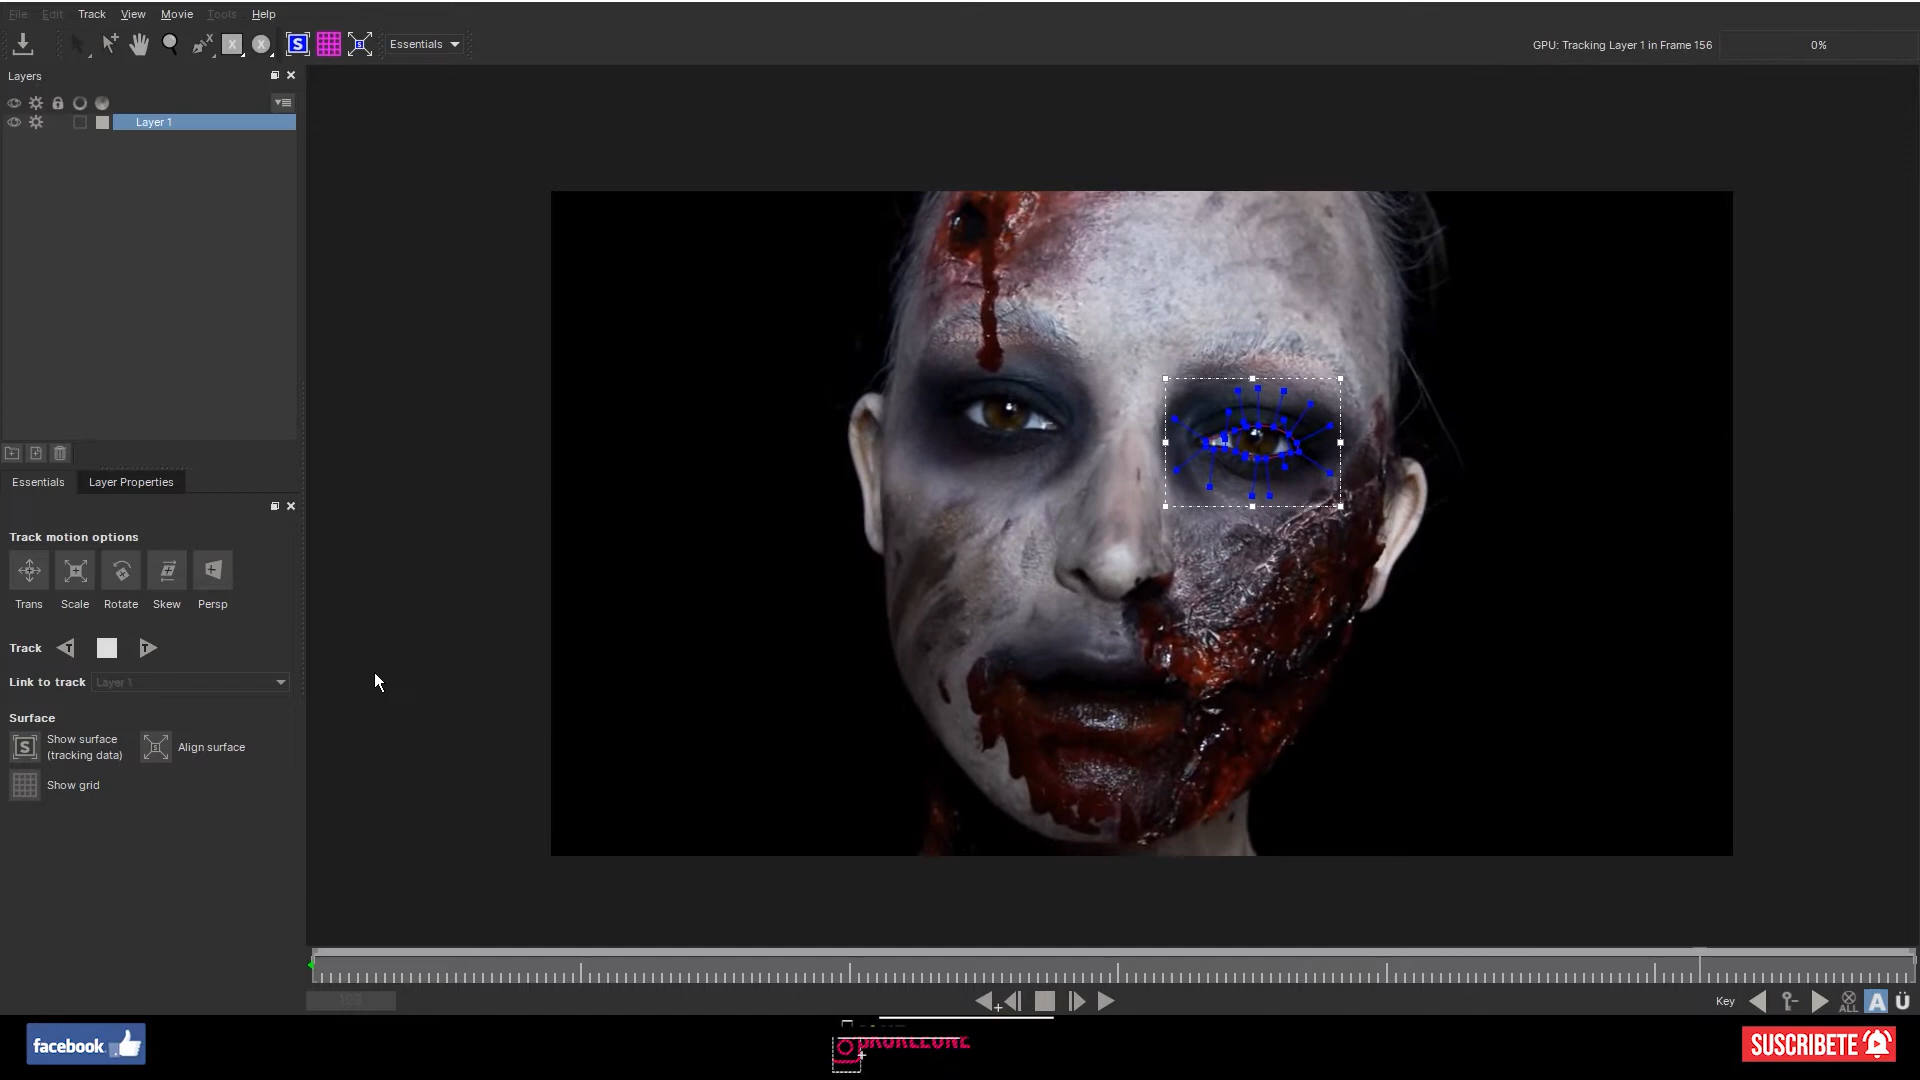 File Edit Track View Movie Tools Help
Essentials
GPU: Tracking Layer 1 in Frame 156
0%
Layers
Layer 1
Essentials Layer Properties
Track motion options
Trans Scale Rotate Skew Persp
Track
Link to track Layer 1
Surface
Show surface
(tracking data)
Align surface
Show grid
Key
ALL
A
Ü
facebook
SUSCRIBETE